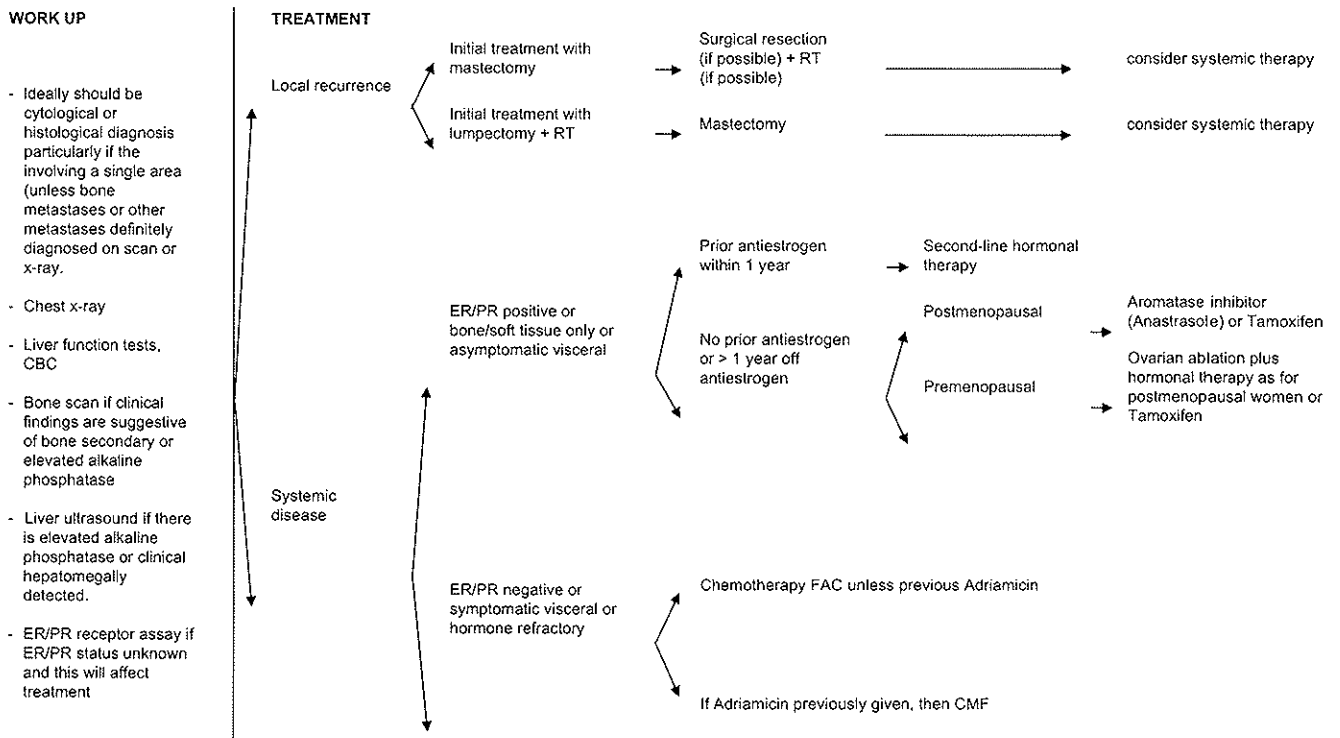 WORK UP
- Ideally should be
cytological or
histological diagnosis
particularly if the
involving a single area
(unless bone
metastases or other
metastases definitely
diagnosed on scan or
x-ray.
- Chest x-ray
- Liver function tests,
CBC
- Bone scan if clinical
findings are suggestive
of bone secondary or
elevated alkaline
phosphatase
- Liver ultrasound if there
is elevated alkaline
phosphatase or clinical
hepatomegally
detected.
- ER/PR receptor assay if
ER/PR status unknown
and this will affect
treatment
TREATMENT
Local recurrence
Initial treatment with
mastectomy
Surgical resection
(if possible) + RT
(if possible)
consider systemic therapy
Initial treatment with
lumpectomy + RT
Mastectomy
consider systemic therapy
Systemic
disease
ER/PR positive or
bone/soft tissue only or
asymptomatic visceral
Prior antiestrogen
within 1 year
Second-line hormonal
therapy
No prior antiestrogen
or > 1 year off
antiestrogen
Postmenopausal
Aromatase inhibitor
(Anastrasole) or Tamoxifen
Premenopausal
Ovarian ablation plus
hormonal therapy as for
postmenopausal women or
Tamoxifen
ER/PR negative or
symptomatic visceral or
hormone refractory
Chemotherapy FAC unless previous Adriamicin
If Adriamicin previously given, then CMF